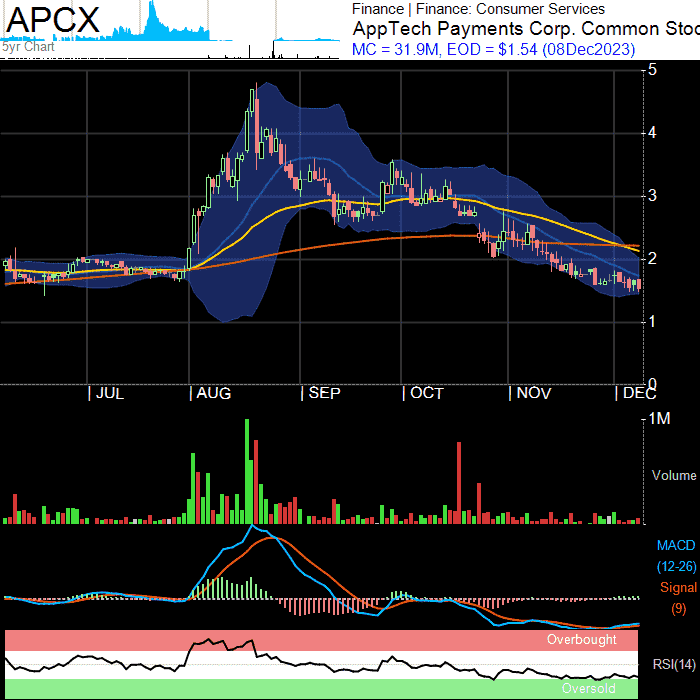 APCX
5yr Chart
Finance | Finance: Consumer Services
AppTech Payments Corp. Common Stoc
MC = 31.9M, EOD = $1.54 (08Dec2023)
5
4
3
2
1
0
| JUL | AUG | SEP | OCT | NOV | DEC
1M
Volume
MACD
(12-26)
Signal
(9)
Overbought
RSI(14)
Oversold